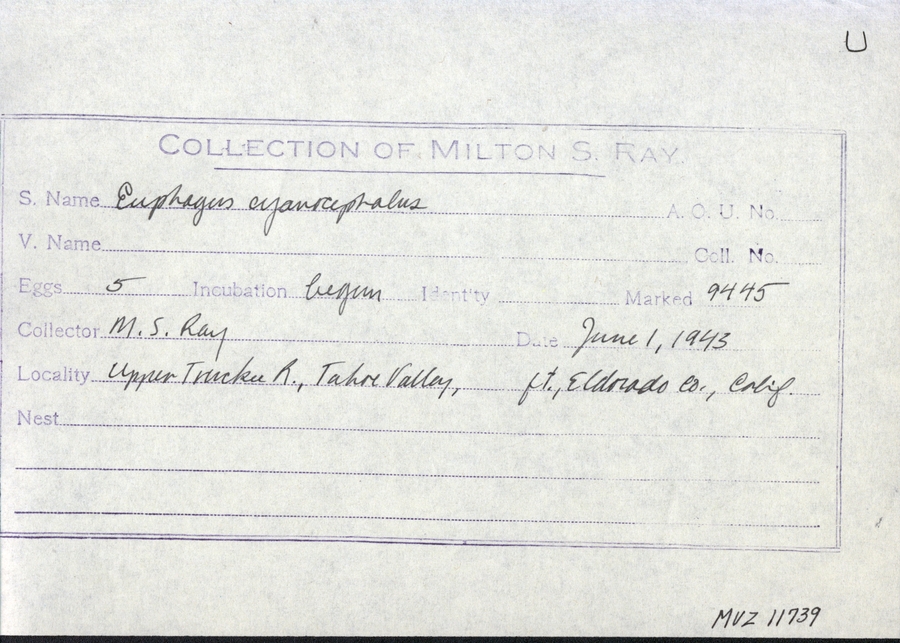 U
COLLECTION OF MILTON S. RAY.
S. Name Euphagus cyanocephalus A. O. U. No.
V. Name Coll. No.
Eggs 5 Incubation begun Ident'ty Marked 9445
Collector M. S. Ray Date June 1, 1943
Locality Upper Truckee R., Tahoe Valley, ft., Eldorado Co., Calif.
Nest
MVZ 11739